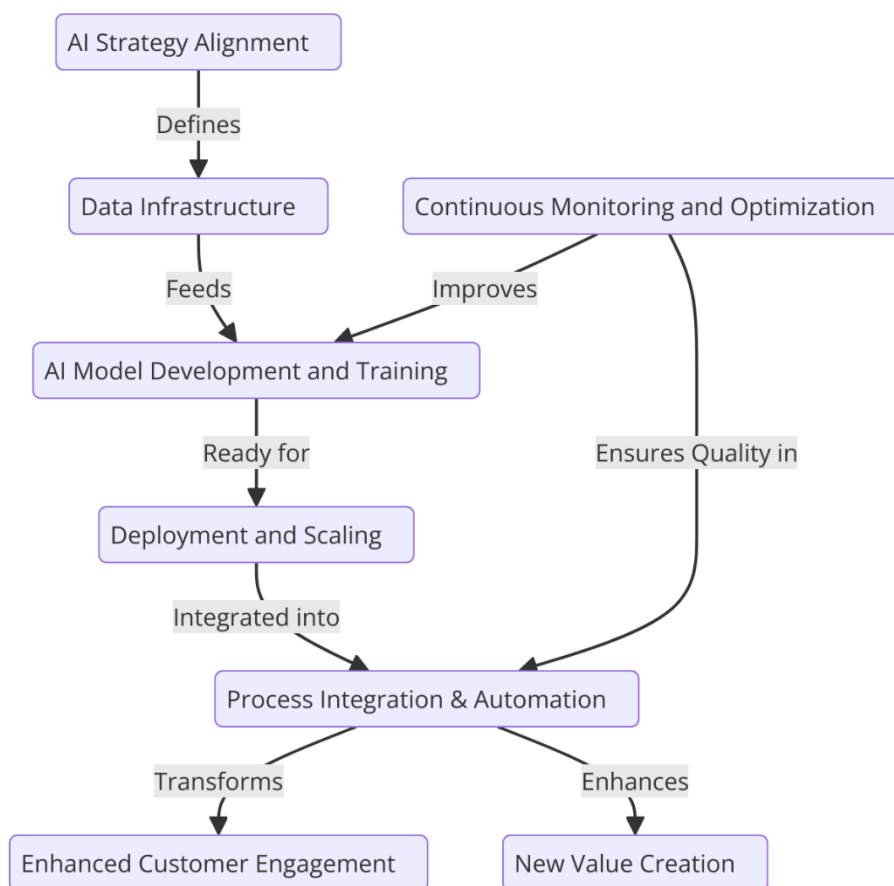 AI Strategy Alignment
Defines
Data Infrastructure
Continuous Monitoring and Optimization
Feeds
Improves
AI Model Development and Training
Ready for
Ensures Quality in
Deployment and Scaling
Integrated into
Process Integration & Automation
Transforms
Enhances
Enhanced Customer Engagement
New Value Creation